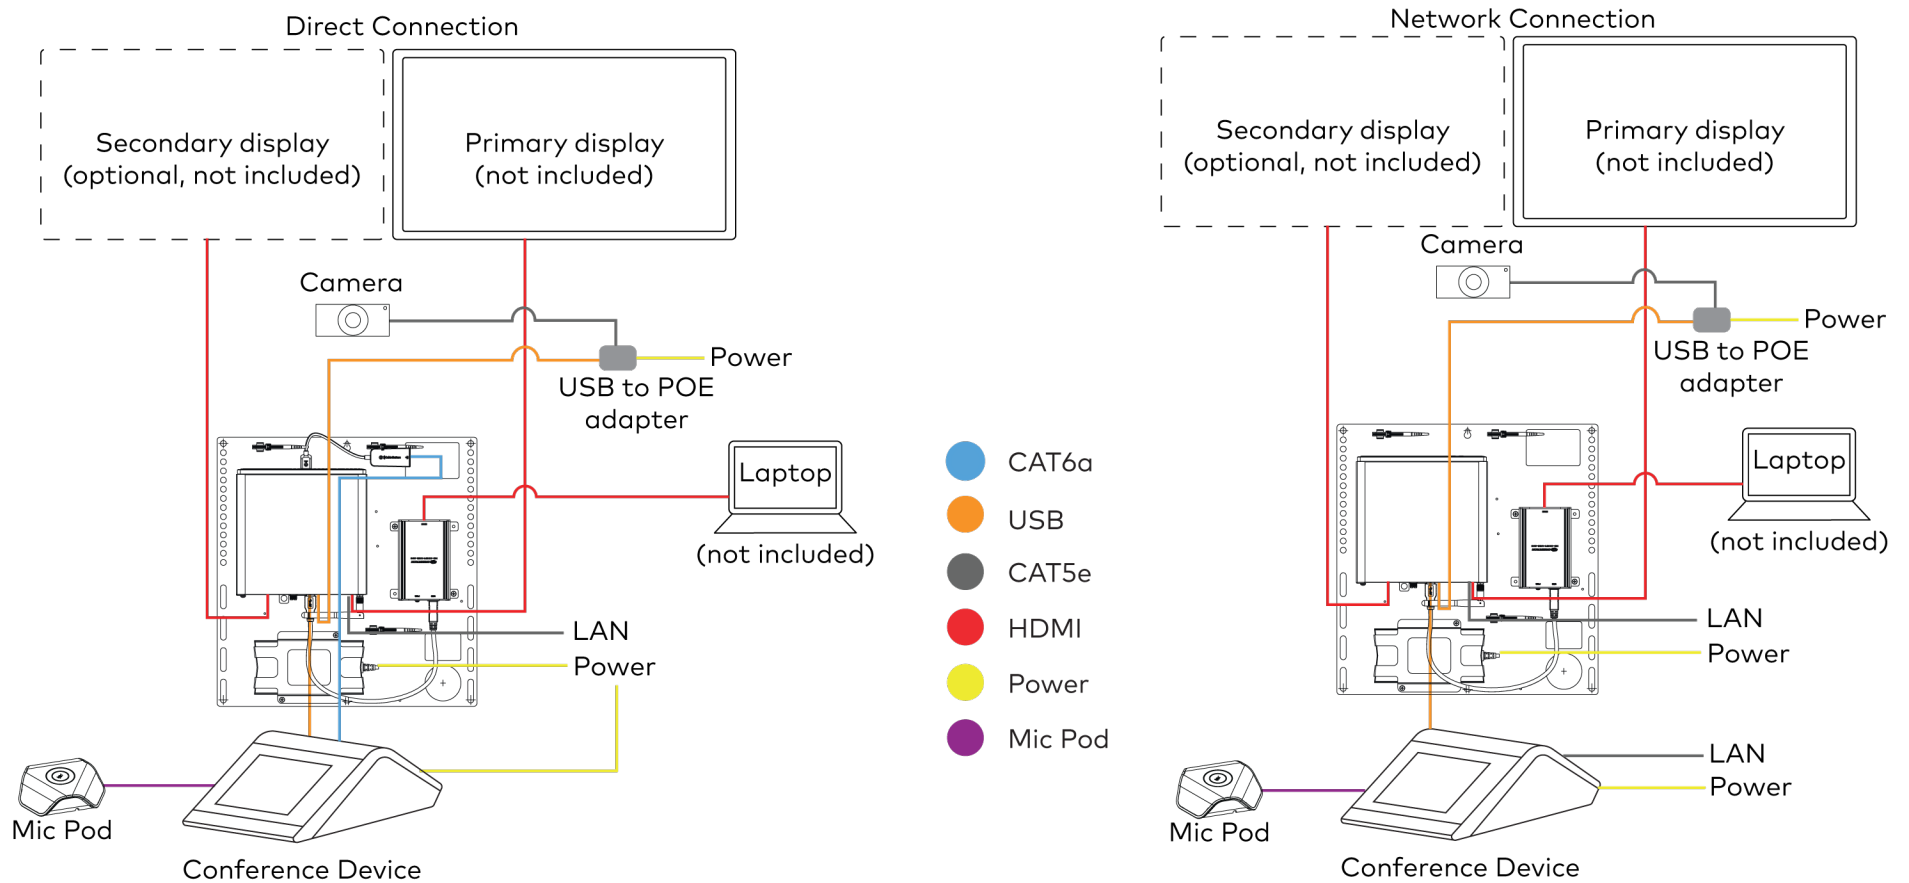 Direct Connection
Secondary display
(optional, not included)
Primary display
(not included)
Camera
Power
USB to POE
adapter
Laptop
(not included)
LAN
Power
Mic Pod
Conference Device
CAT6a
USB
CAT5e
HDMI
Power
Mic Pod
Network Connection
Secondary display
(optional, not included)
Primary display
(not included)
Camera
Power
USB to POE
adapter
Laptop
(not included)
LAN
Power
LAN
Power
Mic Pod
Conference Device